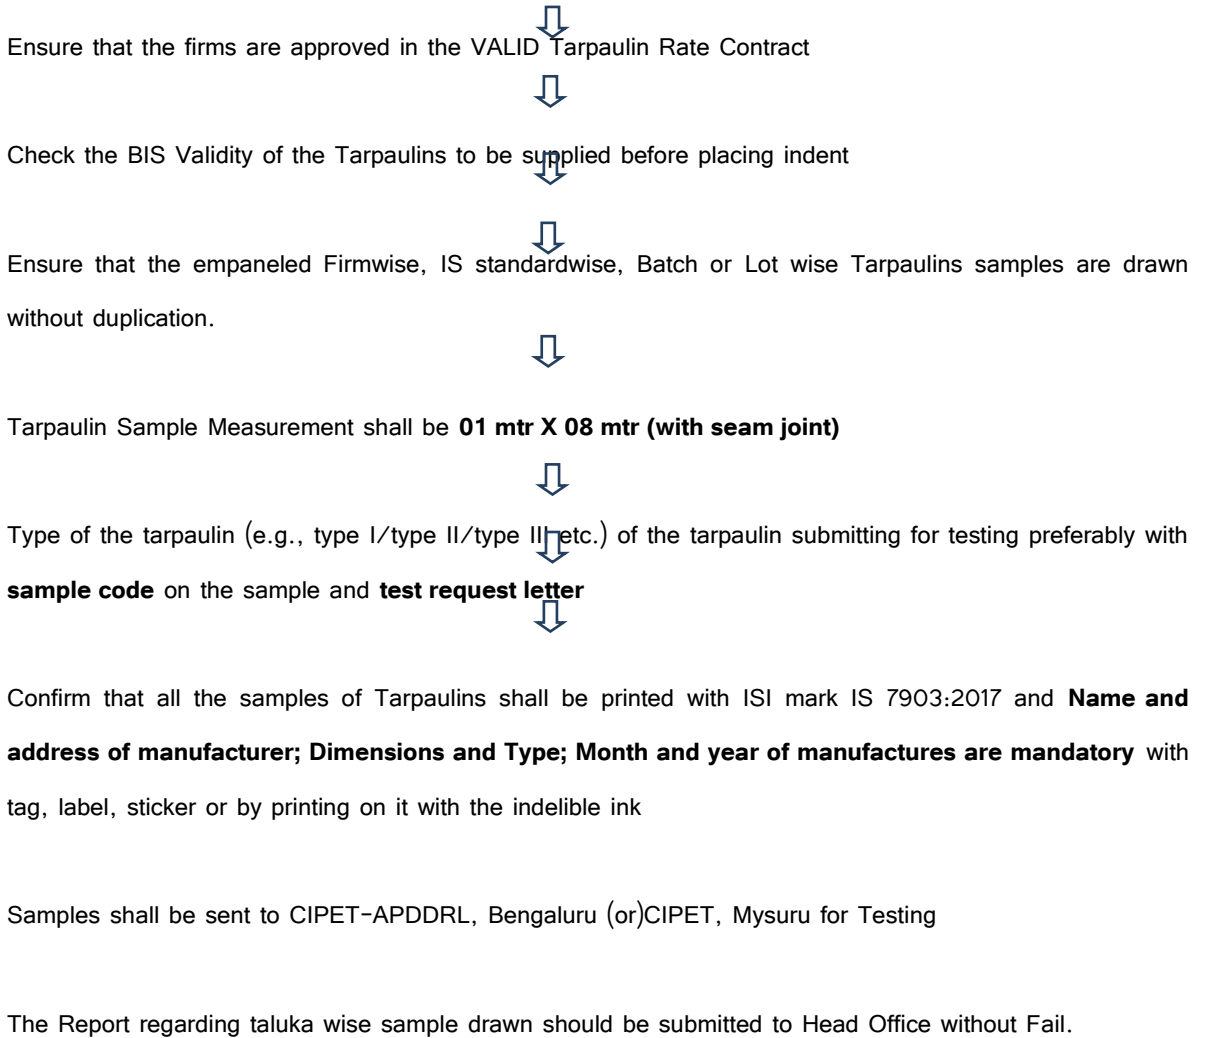 Ensure that the firms are approved in the VALID Tarpaulin Rate Contract
Check the BIS Validity of the Tarpaulins to be supplied before placing indent
Ensure that the empaneled Firmwise, IS standardwise, Batch or Lot wise Tarpaulins samples are drawn
without duplication.
Tarpaulin Sample Measurement shall be 01 mtr X 08 mtr (with seam joint)
Type of the tarpaulin (e.g., type I/type II/type III etc.) of the tarpaulin submitting for testing preferably with
sample code on the sample and test request letter
Confirm that all the samples of Tarpaulins shall be printed with ISI mark IS 7903:2017 and Name and
address of manufacturer; Dimensions and Type; Month and year of manufactures are mandatory with
tag, label, sticker or by printing on it with the indelible ink
Samples shall be sent to CIPET-APDDRL, Bengaluru (or)CIPET, Mysuru for Testing
The Report regarding taluka wise sample drawn should be submitted to Head Office without Fail.